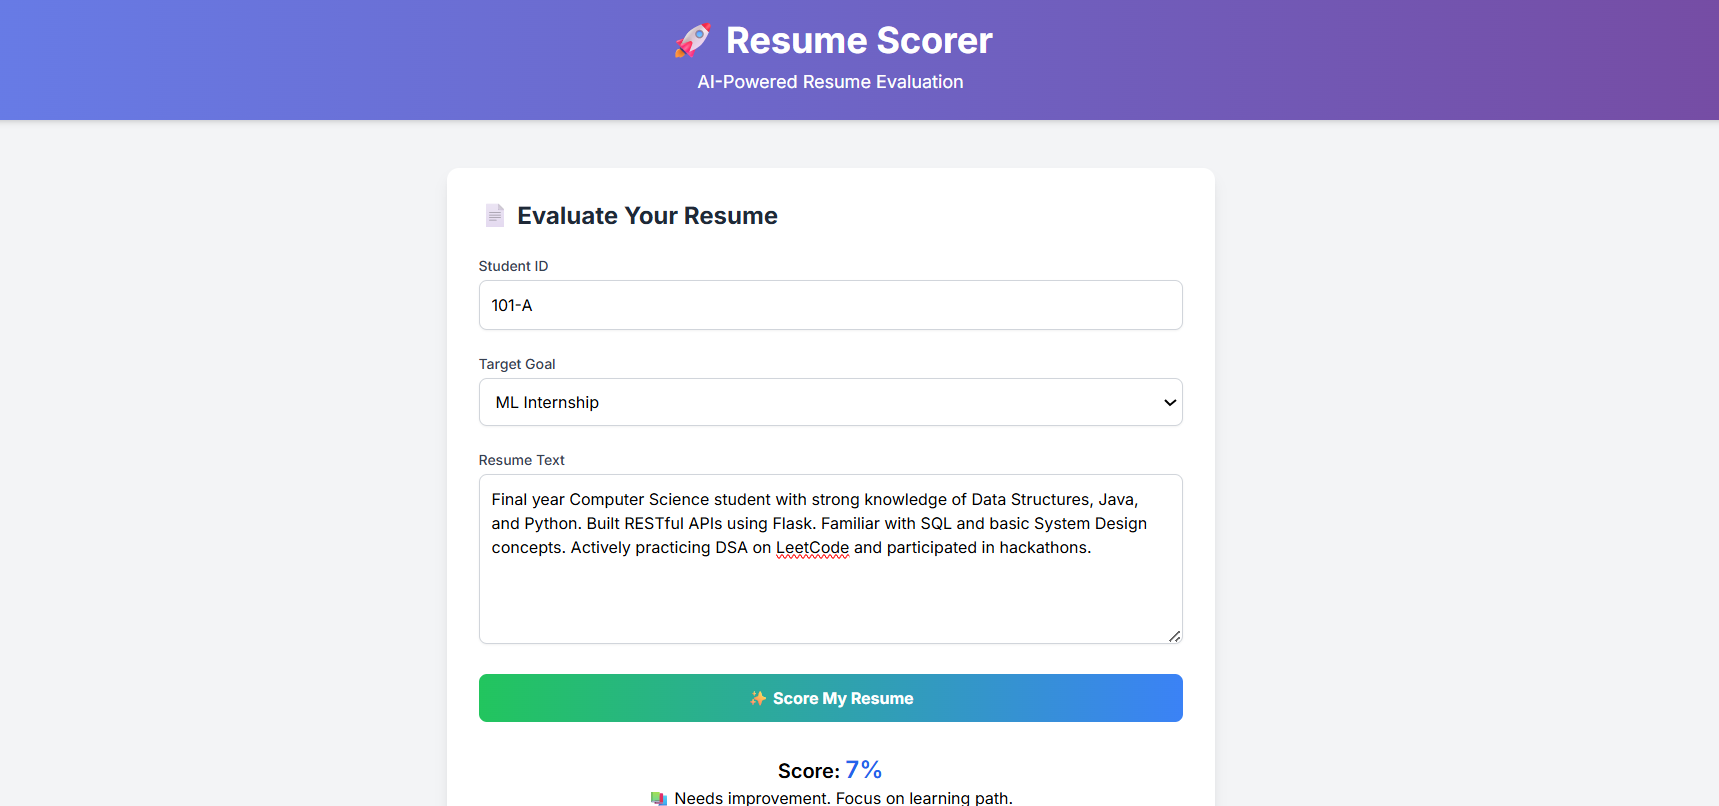 🚀 Resume Scorer
AI-Powered Resume Evaluation
📄 Evaluate Your Resume
Student ID
101-A
Target Goal
ML Internship
Resume Text
Final year Computer Science student with strong knowledge of Data Structures, Java,
and Python. Built RESTful APIs using Flask. Familiar with SQL and basic System Design
concepts. Actively practicing DSA on LeetCode and participated in hackathons.
✨ Score My Resume
Score: 7%
📚 Needs improvement. Focus on learning path.